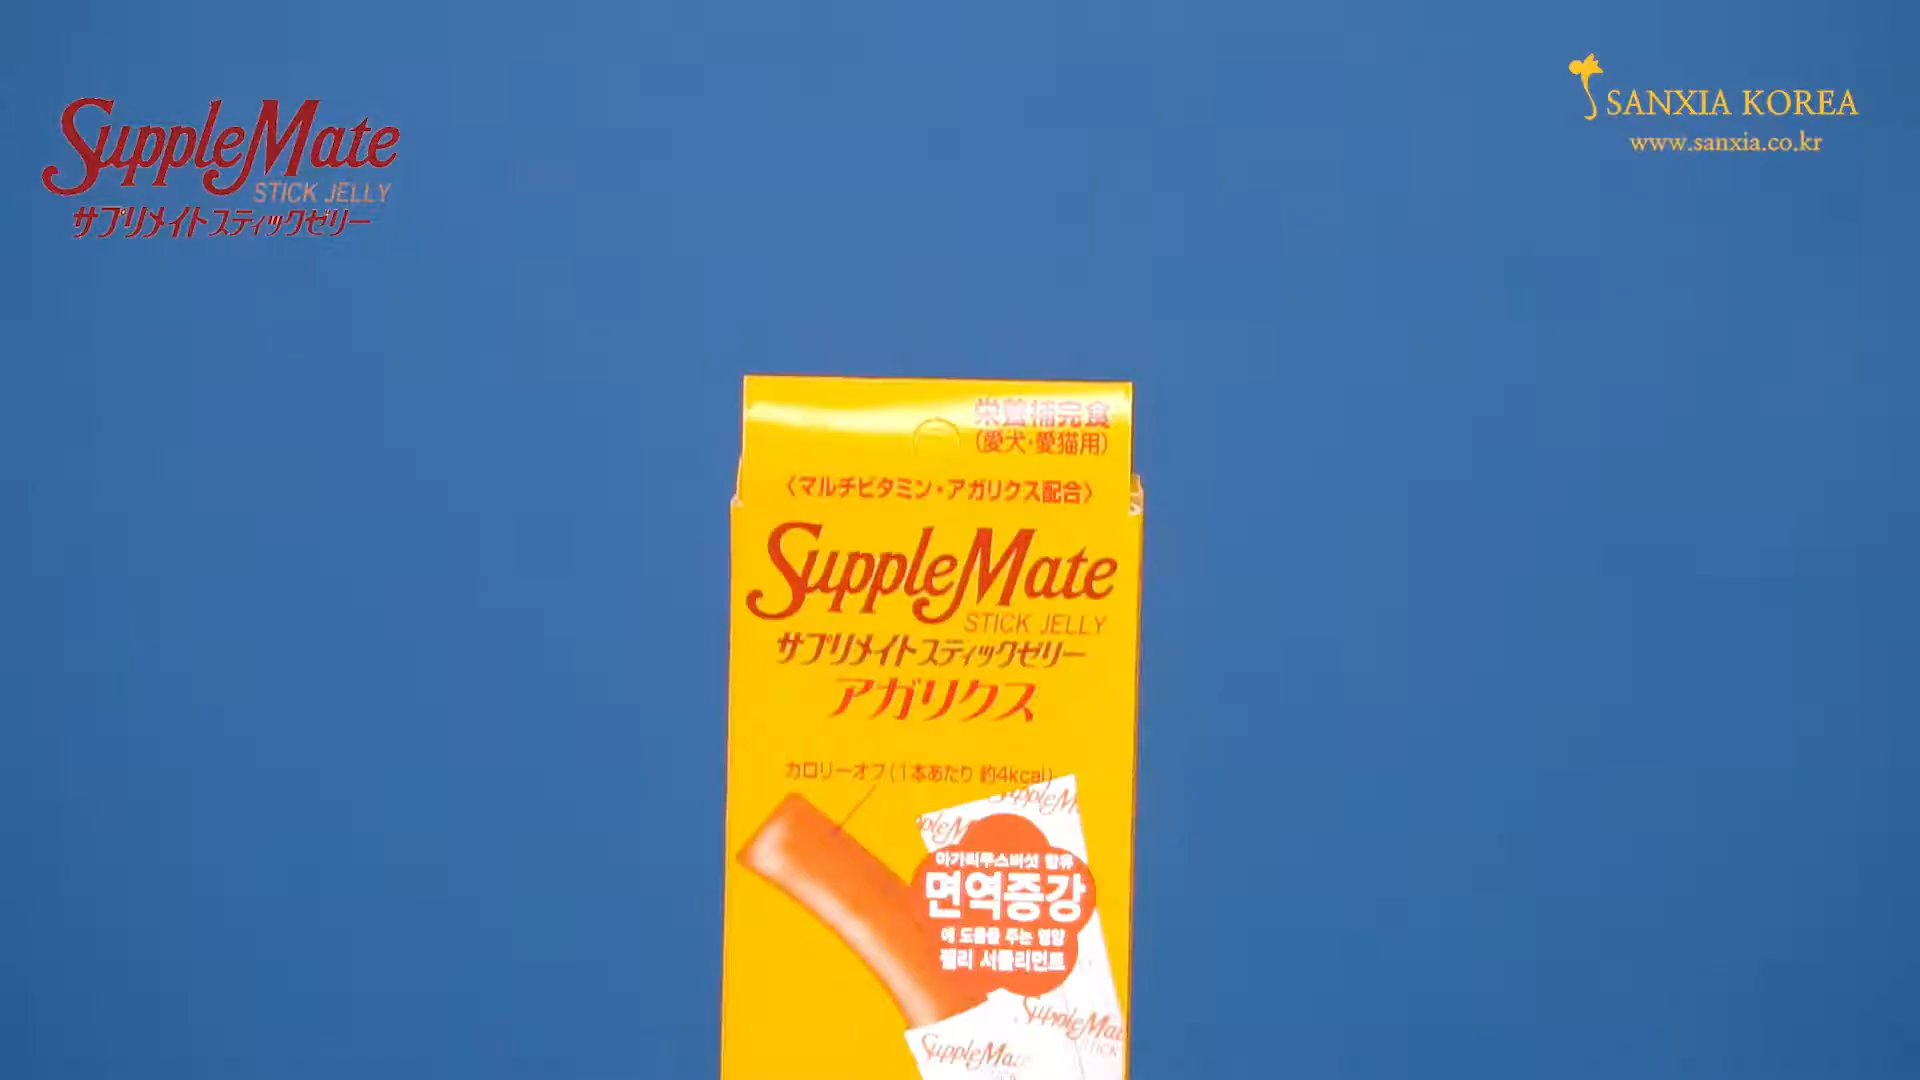 SuppleMate
STICK JELLY
サプリメイトスティックゼリー
SANXIA KOREA
www.sanxia.co.kr
栄養補完食
(愛犬・愛猫用)
〈マルチビタミン・アガリクス配合〉
SuppleMate
STICK JELLY
サプリメイトスティックゼリー
アガリクス
カロリーオフ(1本あたり 約4kcal)
SuppleM
pleM
아가리쿠스버섯 함유
면역증강
에 도움을 주는 영양
젤리 서플리먼트
SuppleMat
STICK
SuppleMa